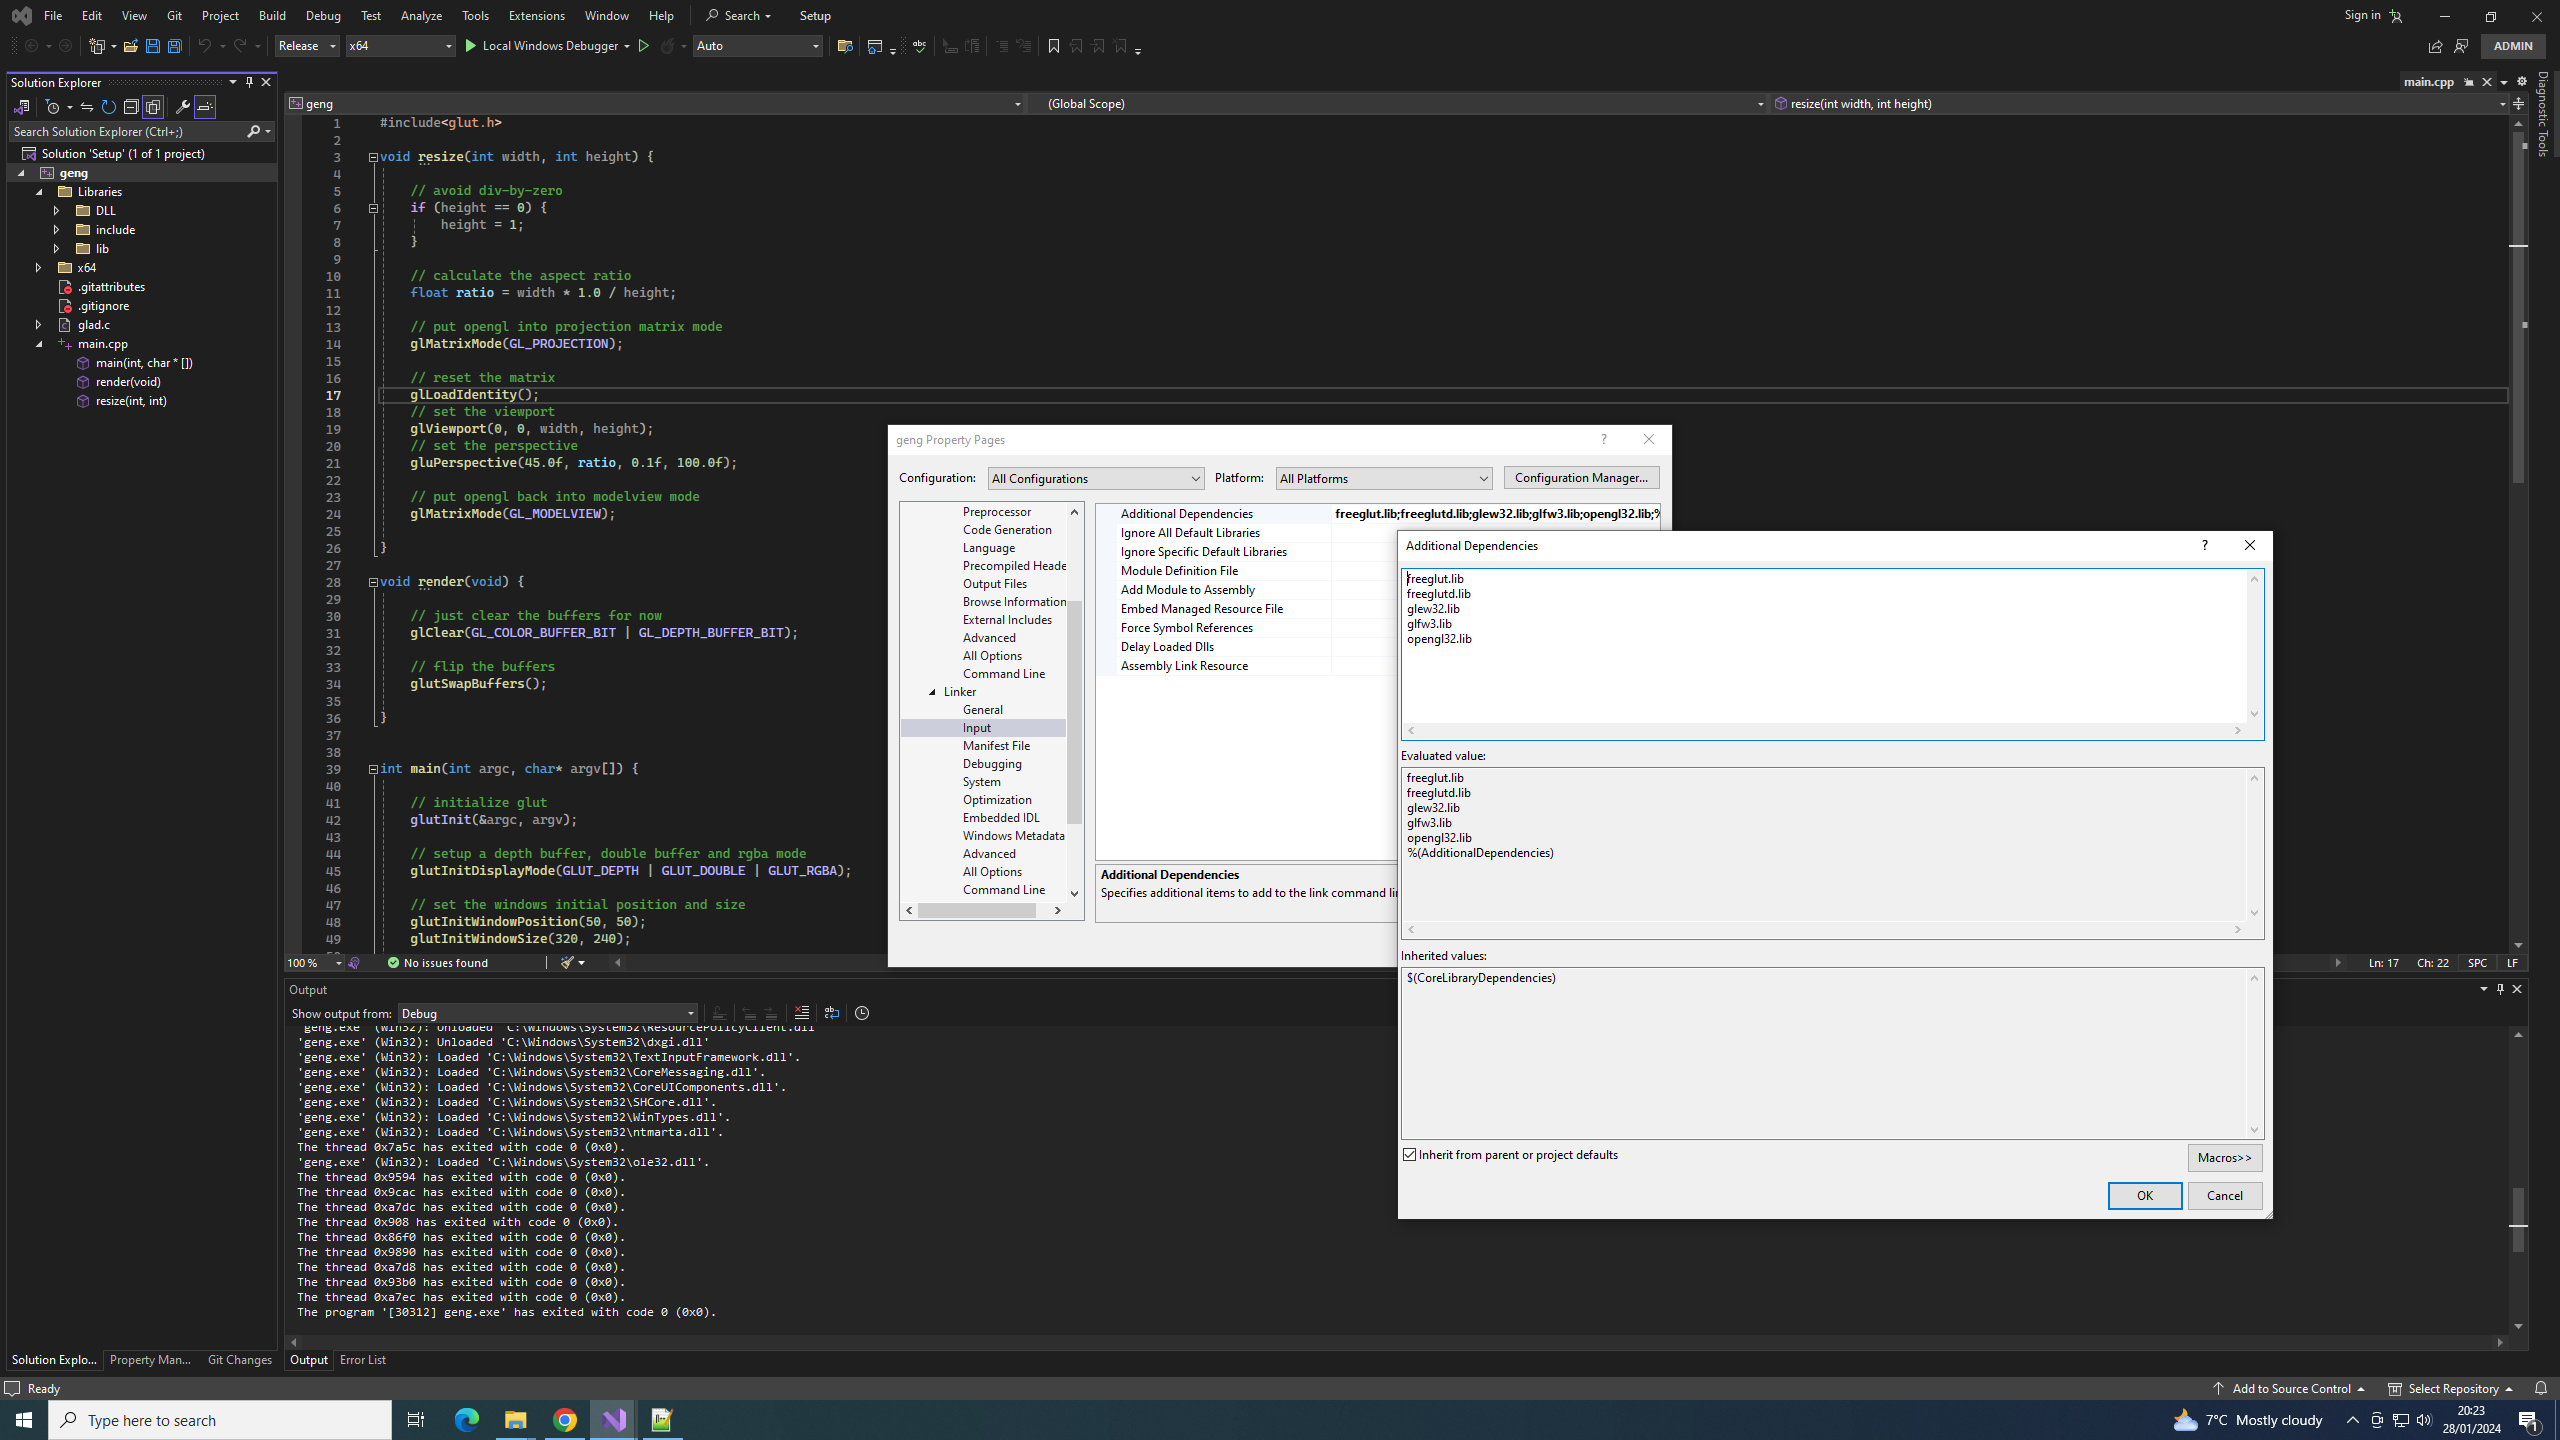 File Edit View Git Project Build Debug Test Analyze Tools Extensions Window Help Search Setup Sign in
Release x64 Local Windows Debugger Auto ADMIN
Solution Explorer
Search Solution Explorer (Ctrl+;)
Solution 'Setup' (1 of 1 project)
geng
Libraries
DLL
include
lib
x64
.gitattributes
.gitignore
glad.c
main.cpp
main(int, char * [])
render(void)
resize(int, int)
main.cpp
Diagnostic Tools
geng (Global Scope) resize(int width, int height)
1 #include<glut.h>
2
3 void resize(int width, int height) {
4
5 // avoid div-by-zero
6 if (height == 0) {
7 height = 1;
8 }
9
10 // calculate the aspect ratio
11 float ratio = width * 1.0 / height;
12
13 // put opengl into projection matrix mode
14 glMatrixMode(GL_PROJECTION);
15
16 // reset the matrix
17 glLoadIdentity();
18 // set the viewport
19 glViewport(0, 0, width, height);
20 // set the perspective
21 gluPerspective(45.0f, ratio, 0.1f, 100.0f);
22
23 // put opengl back into modelview mode
24 glMatrixMode(GL_MODELVIEW);
25
26 }
27
28 void render(void) {
29
30 // just clear the buffers for now
31 glClear(GL_COLOR_BUFFER_BIT | GL_DEPTH_BUFFER_BIT);
32
33 // flip the buffers
34 glutSwapBuffers();
35
36 }
37
38
39 int main(int argc, char* argv[]) {
40
41 // initialize glut
42 glutInit(&argc, argv);
43
44 // setup a depth buffer, double buffer and rgba mode
45 glutInitDisplayMode(GLUT_DEPTH | GLUT_DOUBLE | GLUT_RGBA);
46
47 // set the windows initial position and size
48 glutInitWindowPosition(50, 50);
49 glutInitWindowSize(320, 240);
100 % No issues found Ln: 17 Ch: 22 SPC LF
geng Property Pages ?
Configuration: All Configurations Platform: All Platforms Configuration Manager...
Preprocessor
Code Generation
Language
Precompiled Heade
Output Files
Browse Information
External Includes
Advanced
All Options
Command Line
Linker
General
Input
Manifest File
Debugging
System
Optimization
Embedded IDL
Windows Metadata
Advanced
All Options
Command Line
Additional Dependencies freeglut.lib;freeglutd.lib;glew32.lib;glfw3.lib;opengl32.lib;%
Ignore All Default Libraries
Ignore Specific Default Libraries
Module Definition File
Add Module to Assembly
Embed Managed Resource File
Force Symbol References
Delay Loaded Dlls
Assembly Link Resource
Additional Dependencies
Specifies additional items to add to the link command li
Additional Dependencies ?
freeglut.lib
freeglutd.lib
glew32.lib
glfw3.lib
opengl32.lib
Evaluated value:
freeglut.lib
freeglutd.lib
glew32.lib
glfw3.lib
opengl32.lib
%(AdditionalDependencies)
Inherited values:
$(CoreLibraryDependencies)
Inherit from parent or project defaults
Macros>>
OK Cancel
Output
Show output from: Debug
'geng.exe' (Win32): Unloaded 'C:\Windows\System32\ResourcePolicyClient.dll'
'geng.exe' (Win32): Unloaded 'C:\Windows\System32\dxgi.dll'
'geng.exe' (Win32): Loaded 'C:\Windows\System32\TextInputFramework.dll'.
'geng.exe' (Win32): Loaded 'C:\Windows\System32\CoreMessaging.dll'.
'geng.exe' (Win32): Loaded 'C:\Windows\System32\CoreUIComponents.dll'.
'geng.exe' (Win32): Loaded 'C:\Windows\System32\SHCore.dll'.
'geng.exe' (Win32): Loaded 'C:\Windows\System32\WinTypes.dll'.
'geng.exe' (Win32): Loaded 'C:\Windows\System32\ntmarta.dll'.
The thread 0x7a5c has exited with code 0 (0x0).
'geng.exe' (Win32): Loaded 'C:\Windows\System32\ole32.dll'.
The thread 0x9594 has exited with code 0 (0x0).
The thread 0x9cac has exited with code 0 (0x0).
The thread 0xa7dc has exited with code 0 (0x0).
The thread 0x908 has exited with code 0 (0x0).
The thread 0x86f0 has exited with code 0 (0x0).
The thread 0x9890 has exited with code 0 (0x0).
The thread 0xa7d8 has exited with code 0 (0x0).
The thread 0x93b0 has exited with code 0 (0x0).
The thread 0xa7ec has exited with code 0 (0x0).
The program '[30312] geng.exe' has exited with code 0 (0x0).
Solution Explo... Property Man... Git Changes Output Error List
Ready Add to Source Control Select Repository
Type here to search 7°C Mostly cloudy 20:23
28/01/2024 1